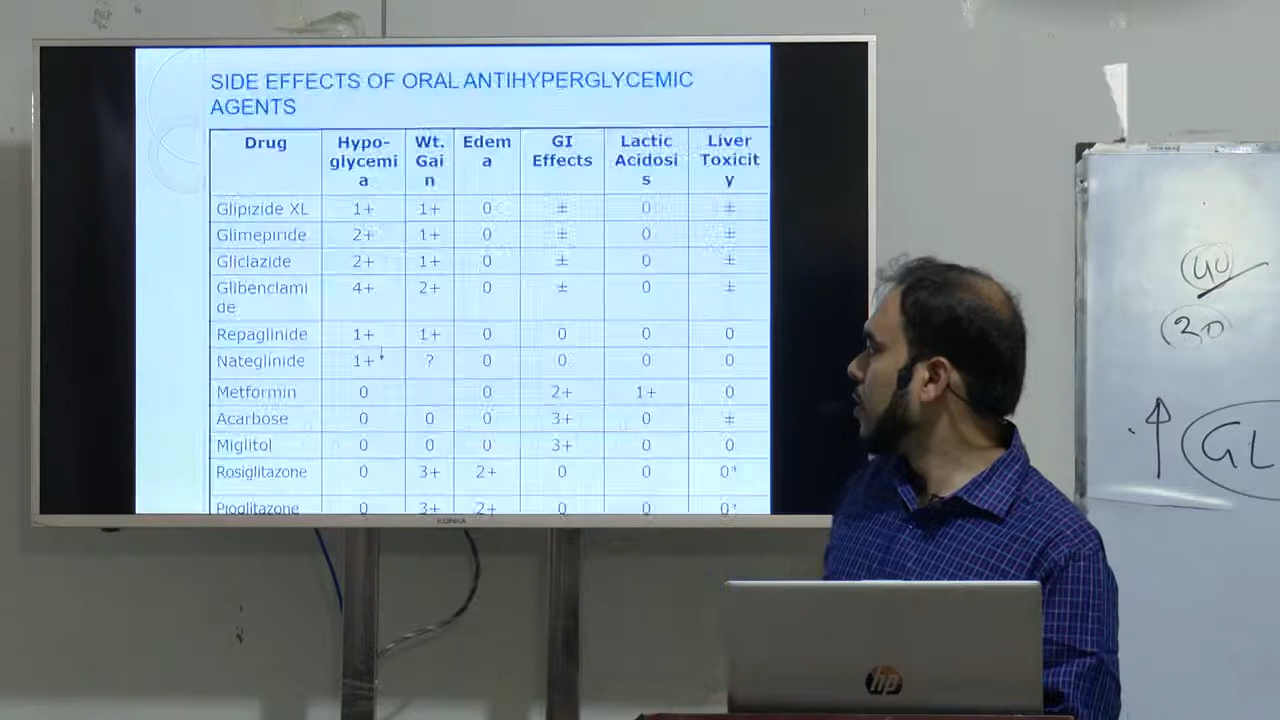 SIDE EFFECTS OF ORAL ANTIHYPERGLYCEMIC
AGENTS
Drug Hypo-glycemia Wt. Gain Edema GI Effects Lactic Acidosis Liver Toxicity
Glipizide XL 1+ 1+ 0 ± 0 ±
Glimepiride 2+ 1+ 0 ± 0 ±
Gliclazide 2+ 1+ 0 ± 0 ±
Glibenclamide 4+ 2+ 0 ± 0 ±
Repaglinide 1+ 1+ 0 0 0 0
Nateglinide 1+ ? 0 0 0 0
Metformin 0 0 2+ 1+ 0
Acarbose 0 0 0 3+ 0 ±
Miglitol 0 0 0 3+ 0 0
Rosiglitazone 0 3+ 2+ 0 0 0*
Pioglitazone 0 3+ 2+ 0 0 0*
KONKA
hp
40
30
GL